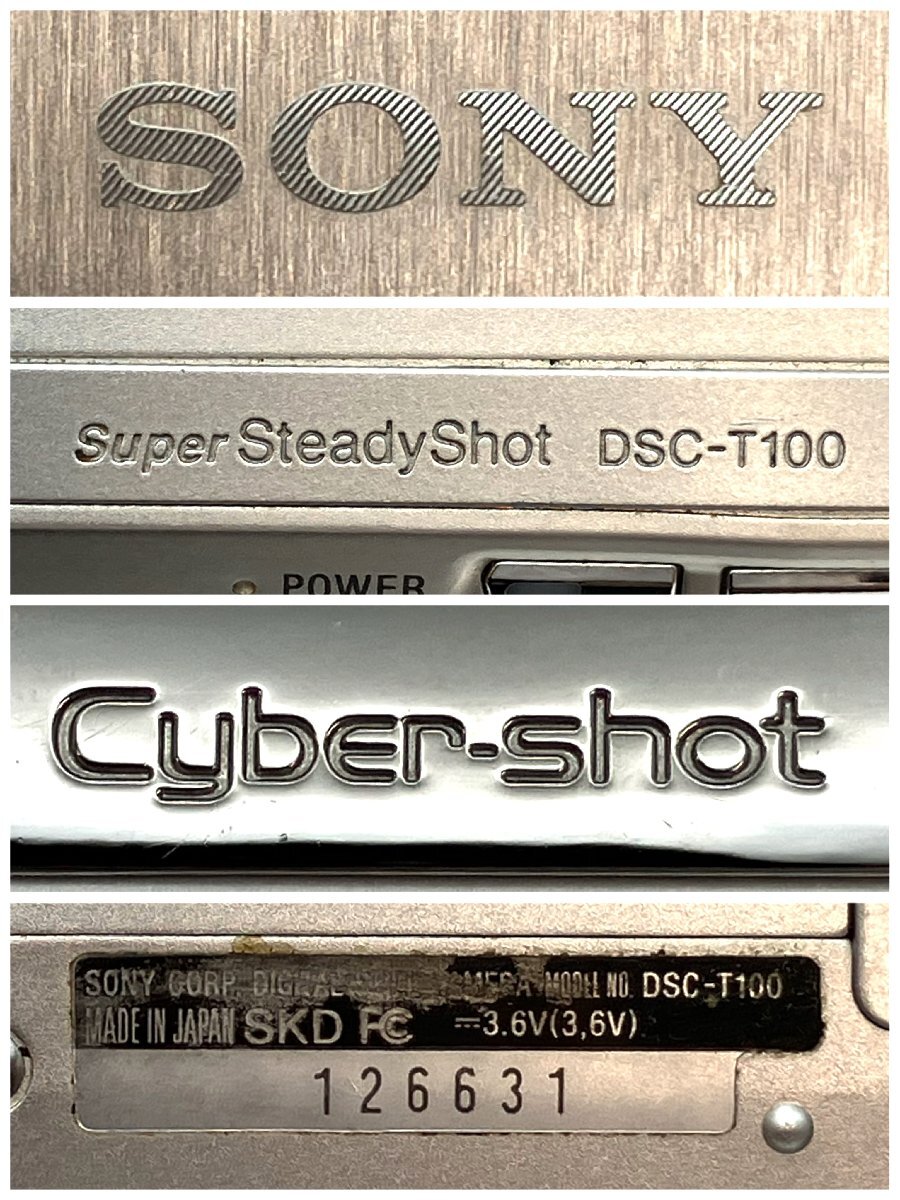 SONY
Super SteadyShot DSC-T100
POWER
Cyber-shot
SONY CORP. DIGITAL MODEL NO. DSC-T100
MADE IN JAPAN SKD FC ⎓3.6V(3,6V)
126631